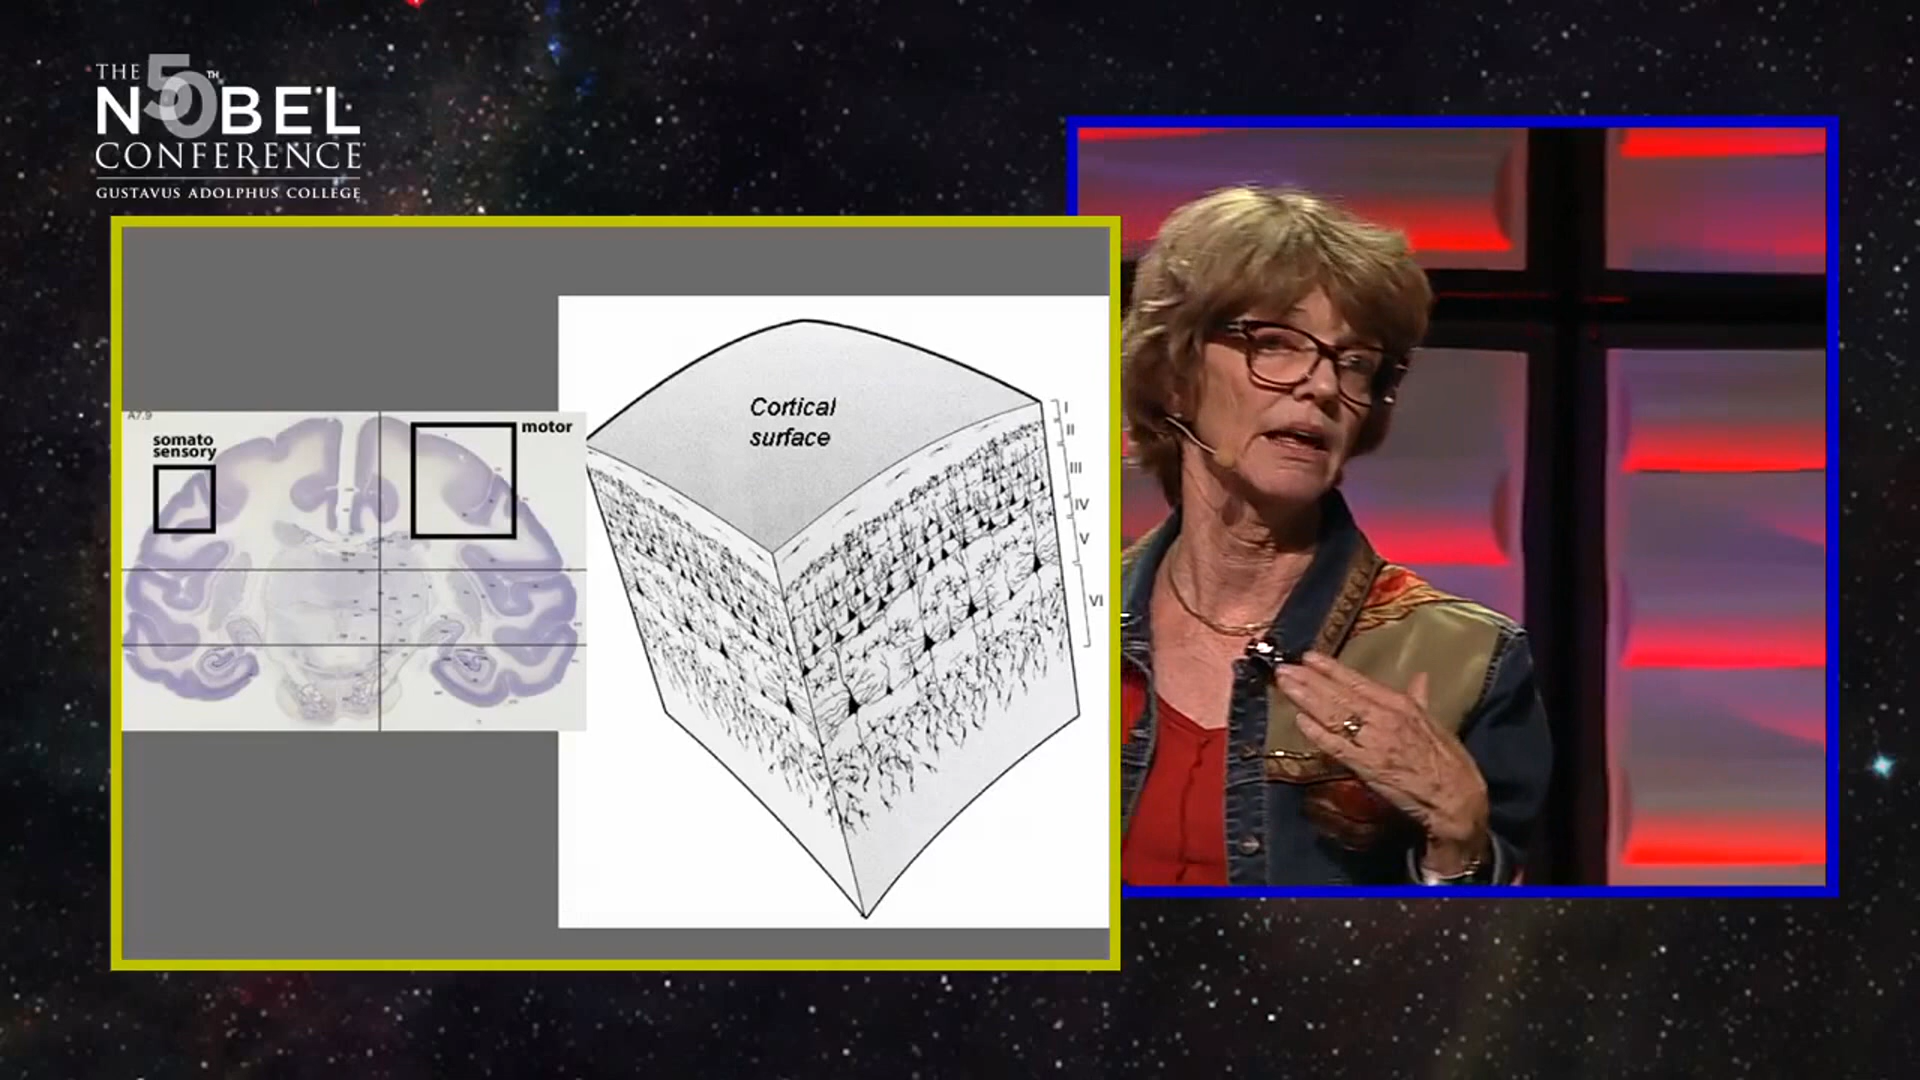 THE 50TH
NOBEL
CONFERENCE
GUSTAVUS ADOLPHUS COLLEGE
A7.9
somato
sensory
motor
Cortical
surface
I
II
III
IV
V
VI